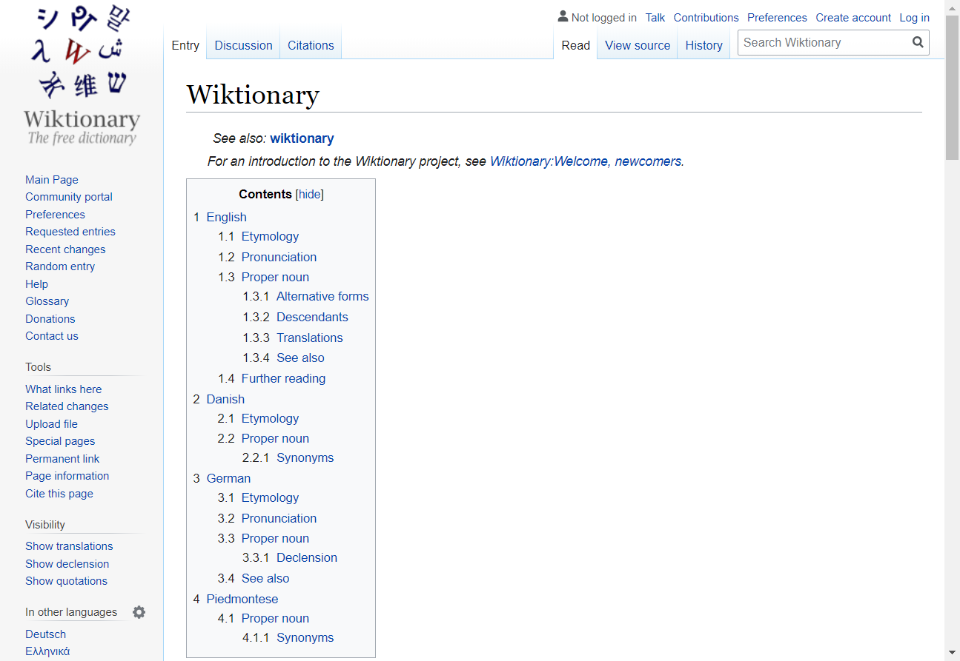 Not logged in Talk Contributions Preferences Create account Log in
Entry Discussion Citations Read View source History Search Wiktionary
Wiktionary
The free dictionary
Main Page
Community portal
Preferences
Requested entries
Recent changes
Random entry
Help
Glossary
Donations
Contact us
Tools
What links here
Related changes
Upload file
Special pages
Permanent link
Page information
Cite this page
Visibility
Show translations
Show declension
Show quotations
In other languages
Deutsch
Ελληνικά
Wiktionary
See also: wiktionary
For an introduction to the Wiktionary project, see Wiktionary:Welcome, newcomers.
Contents [hide]
1 English
1.1 Etymology
1.2 Pronunciation
1.3 Proper noun
1.3.1 Alternative forms
1.3.2 Descendants
1.3.3 Translations
1.3.4 See also
1.4 Further reading
2 Danish
2.1 Etymology
2.2 Proper noun
2.2.1 Synonyms
3 German
3.1 Etymology
3.2 Pronunciation
3.3 Proper noun
3.3.1 Declension
3.4 See also
4 Piedmontese
4.1 Proper noun
4.1.1 Synonyms